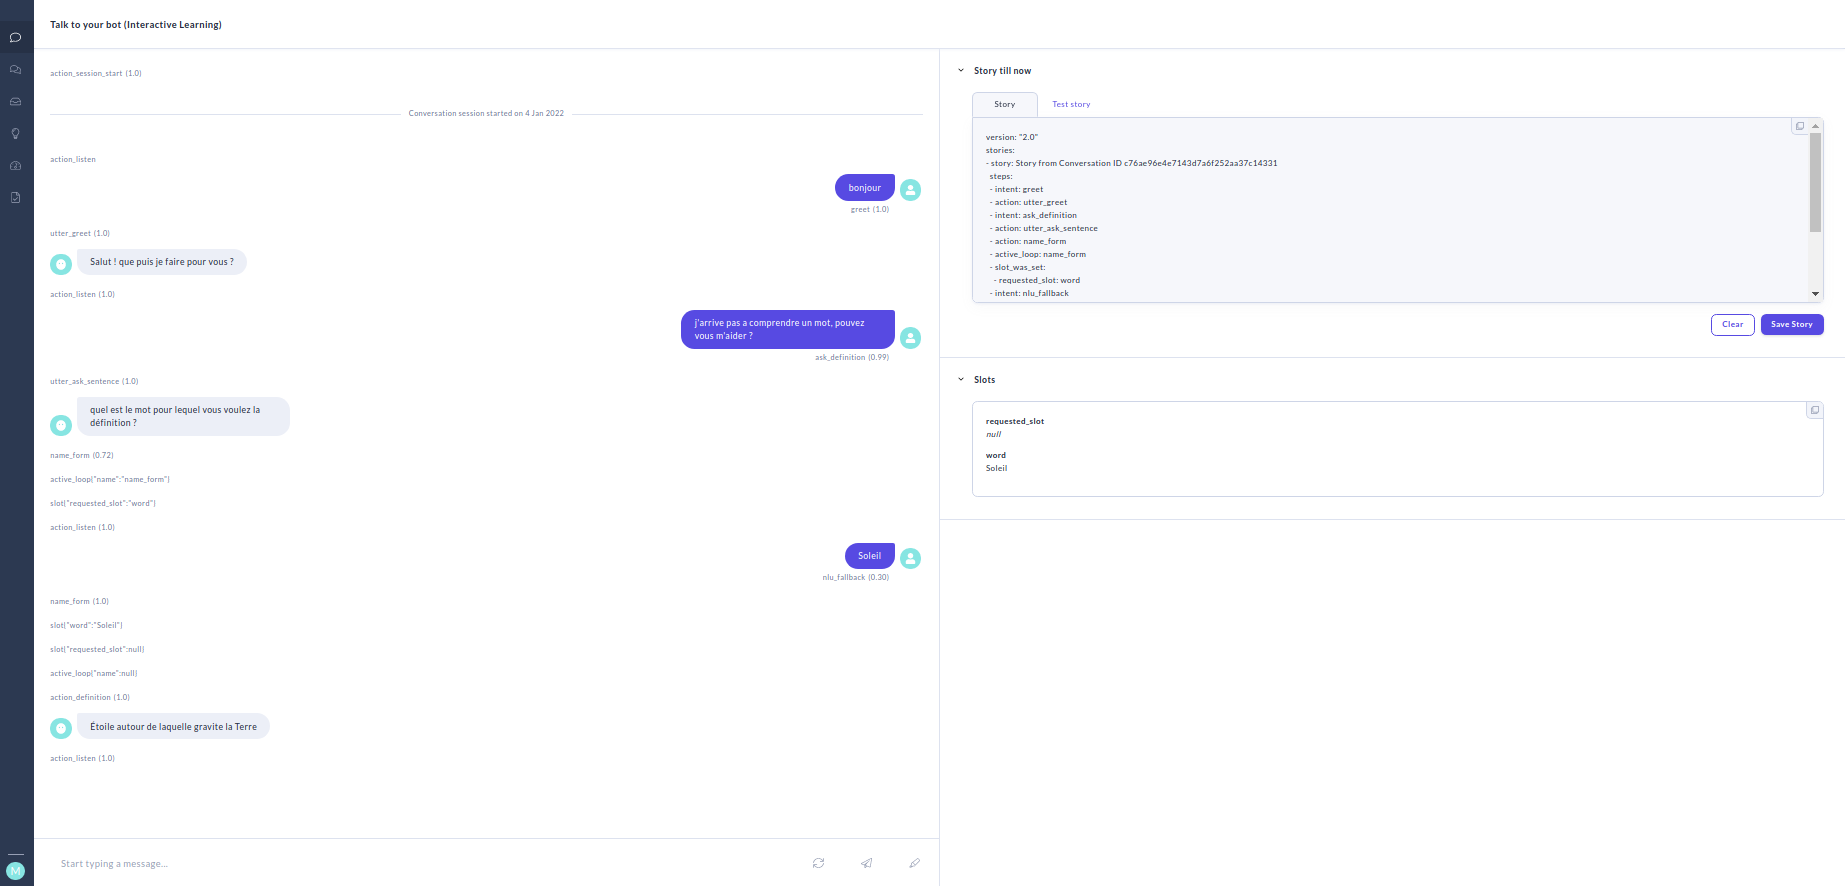 Talk to your bot (Interactive Learning)
action_session_start (1.0)
Conversation session started on 4 Jan 2022
action_listen
bonjour
greet (1.0)
utter_greet (1.0)
Salut ! que puis je faire pour vous ?
action_listen (1.0)
j'arrive pas a comprendre un mot, pouvez
vous m'aider ?
ask_definition (0.99)
utter_ask_sentence (1.0)
quel est le mot pour lequel vous voulez la
définition ?
name_form (0.72)
active_loop{"name":"name_form"}
slot{"requested_slot":"word"}
action_listen (1.0)
Soleil
nlu_fallback (0.30)
name_form (1.0)
slot{"word":"Soleil"}
slot{"requested_slot":null}
active_loop{"name":null}
action_definition (1.0)
Étoile autour de laquelle gravite la Terre
action_listen (1.0)
Start typing a message...
M
Story till now
Story
Test story
version: "2.0"
stories:
- story: Story from Conversation ID c76ae96e4e7143d7a6f252aa37c14331
steps:
- intent: greet
- action: utter_greet
- intent: ask_definition
- action: utter_ask_sentence
- action: name_form
- active_loop: name_form
- slot_was_set:
- requested_slot: word
- intent: nlu_fallback
Clear
Save Story
Slots
requested_slot
null
word
Soleil